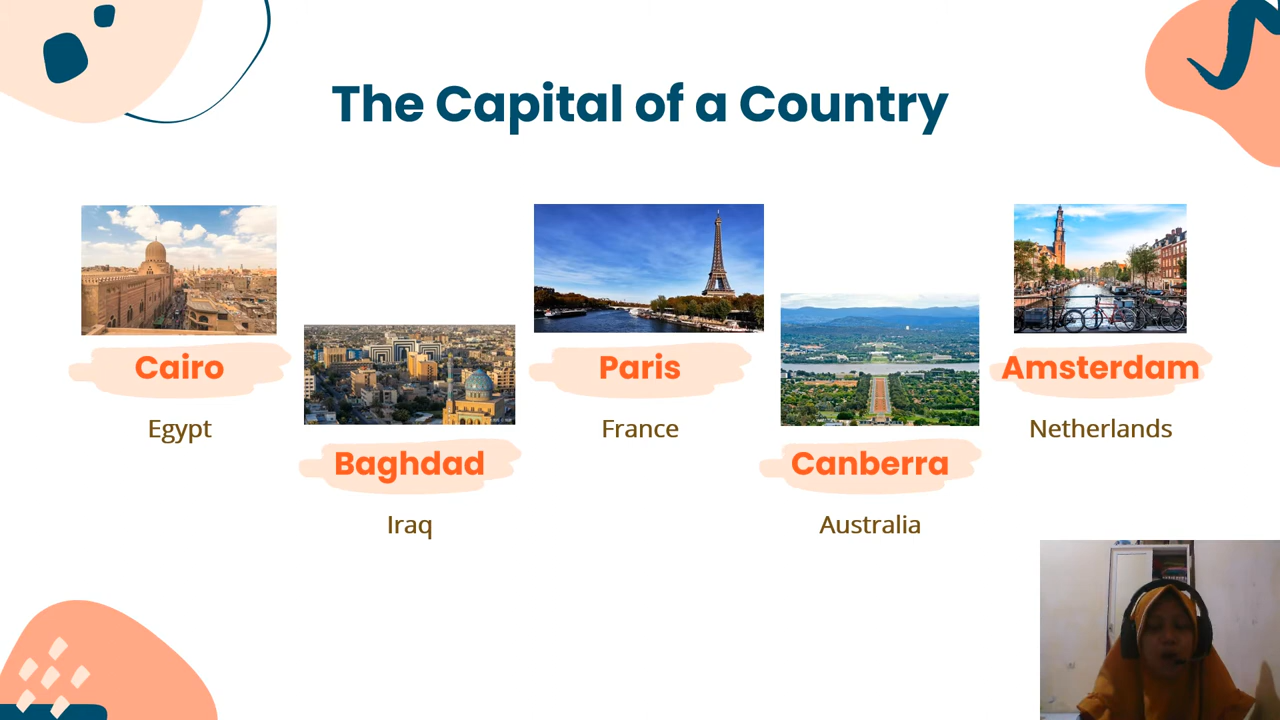 The Capital of a Country
Cairo
Egypt
Baghdad
Iraq
Paris
France
Canberra
Australia
Amsterdam
Netherlands